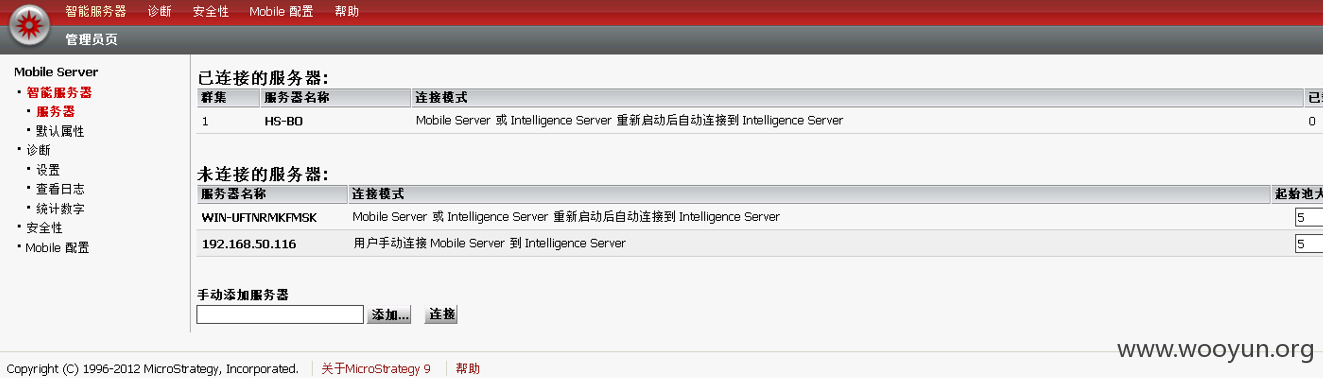 智能服务器 诊断 安全性 Mobile 配置 帮助
管理员页
Mobile Server
智能服务器
服务器
默认属性
诊断
设置
查看日志
统计数字
安全性
Mobile 配置
已连接的服务器:
群集 服务器名称 连接模式
1 HS-BO Mobile Server 或 Intelligence Server 重新启动后自动连接到 Intelligence Server 0
未连接的服务器:
服务器名称 连接模式 起始池大
WIN-UFTNRMKFMSK Mobile Server 或 Intelligence Server 重新启动后自动连接到 Intelligence Server 5
192.168.50.116 用户手动连接 Mobile Server 到 Intelligence Server 5
手动添加服务器
添加... 连接
www.wooyun.org
Copyright (C) 1996-2012 MicroStrategy, Incorporated. 关于MicroStrategy 9 帮助